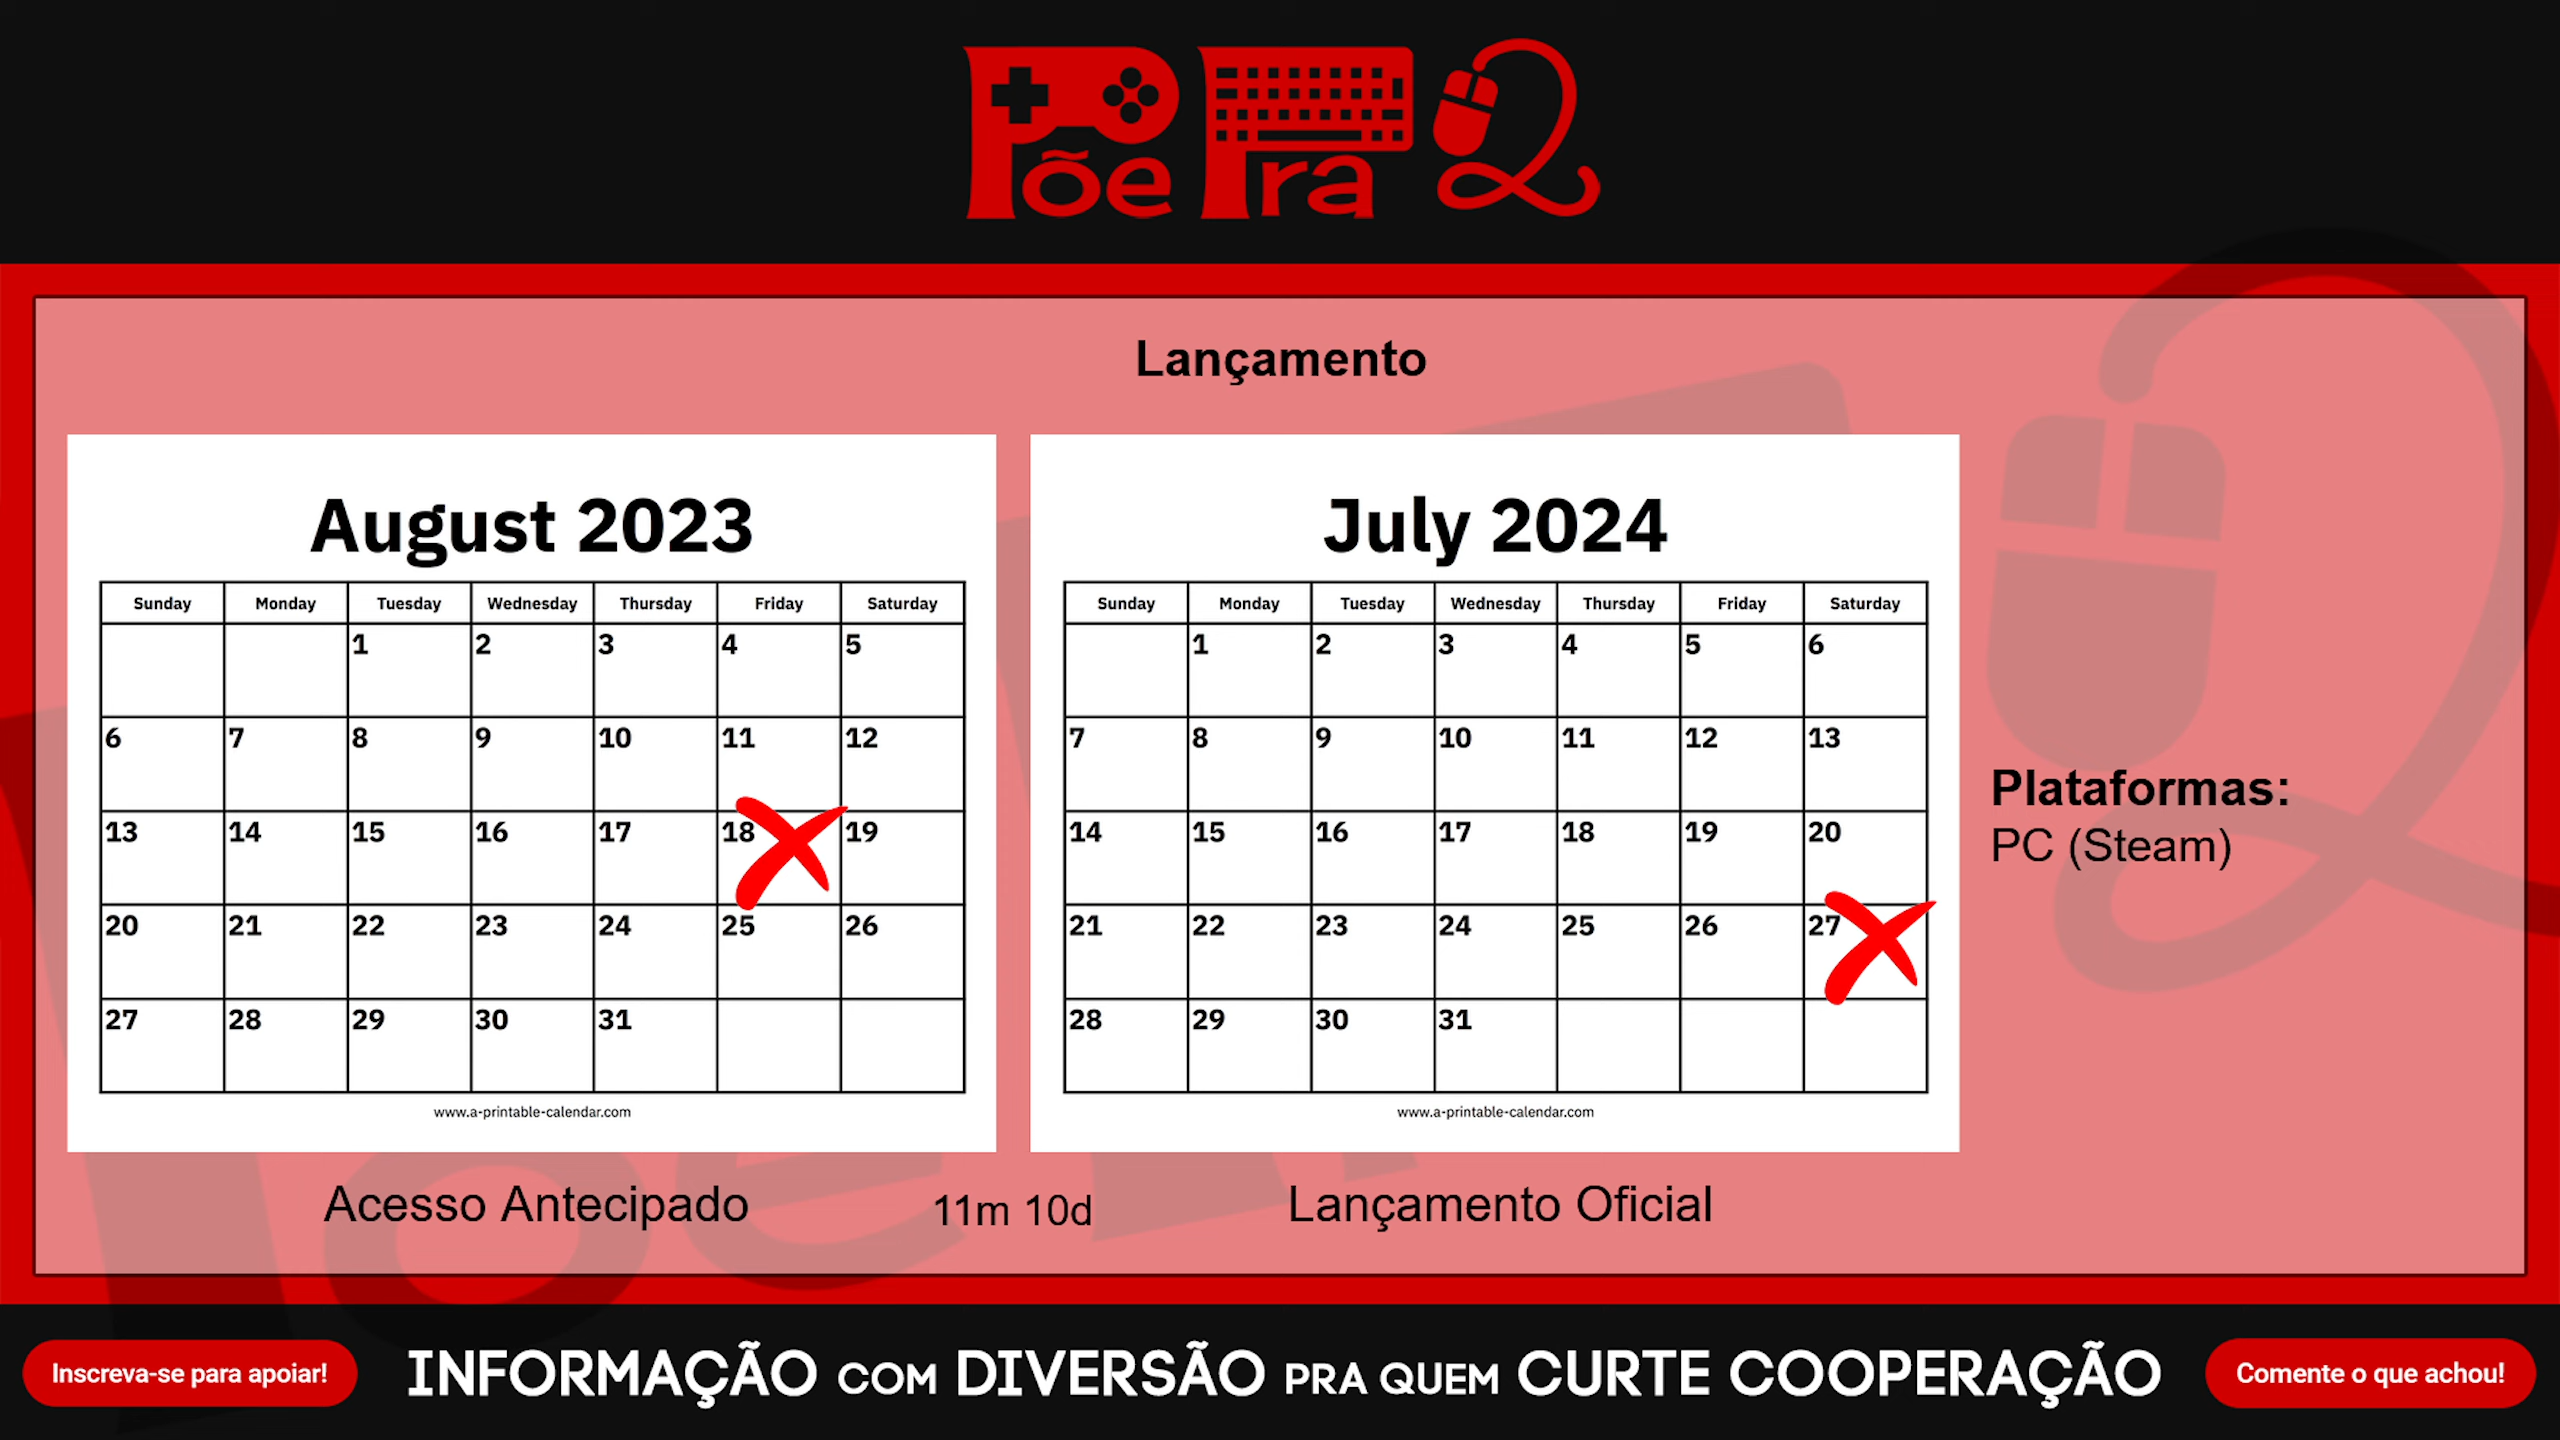 Põe Pra 2
Lançamento
August 2023
Sunday Monday Tuesday Wednesday Thursday Friday Saturday
1 2 3 4 5
6 7 8 9 10 11 12
13 14 15 16 17 18 19
20 21 22 23 24 25 26
27 28 29 30 31
www.a-printable-calendar.com
Acesso Antecipado
11m 10d
July 2024
Sunday Monday Tuesday Wednesday Thursday Friday Saturday
1 2 3 4 5 6
7 8 9 10 11 12 13
14 15 16 17 18 19 20
21 22 23 24 25 26 27
28 29 30 31
www.a-printable-calendar.com
Lançamento Oficial
Plataformas:
PC (Steam)
Inscreva-se para apoiar!
INFORMAÇÃO COM DIVERSÃO PRA QUEM CURTE COOPERAÇÃO
Comente o que achou!